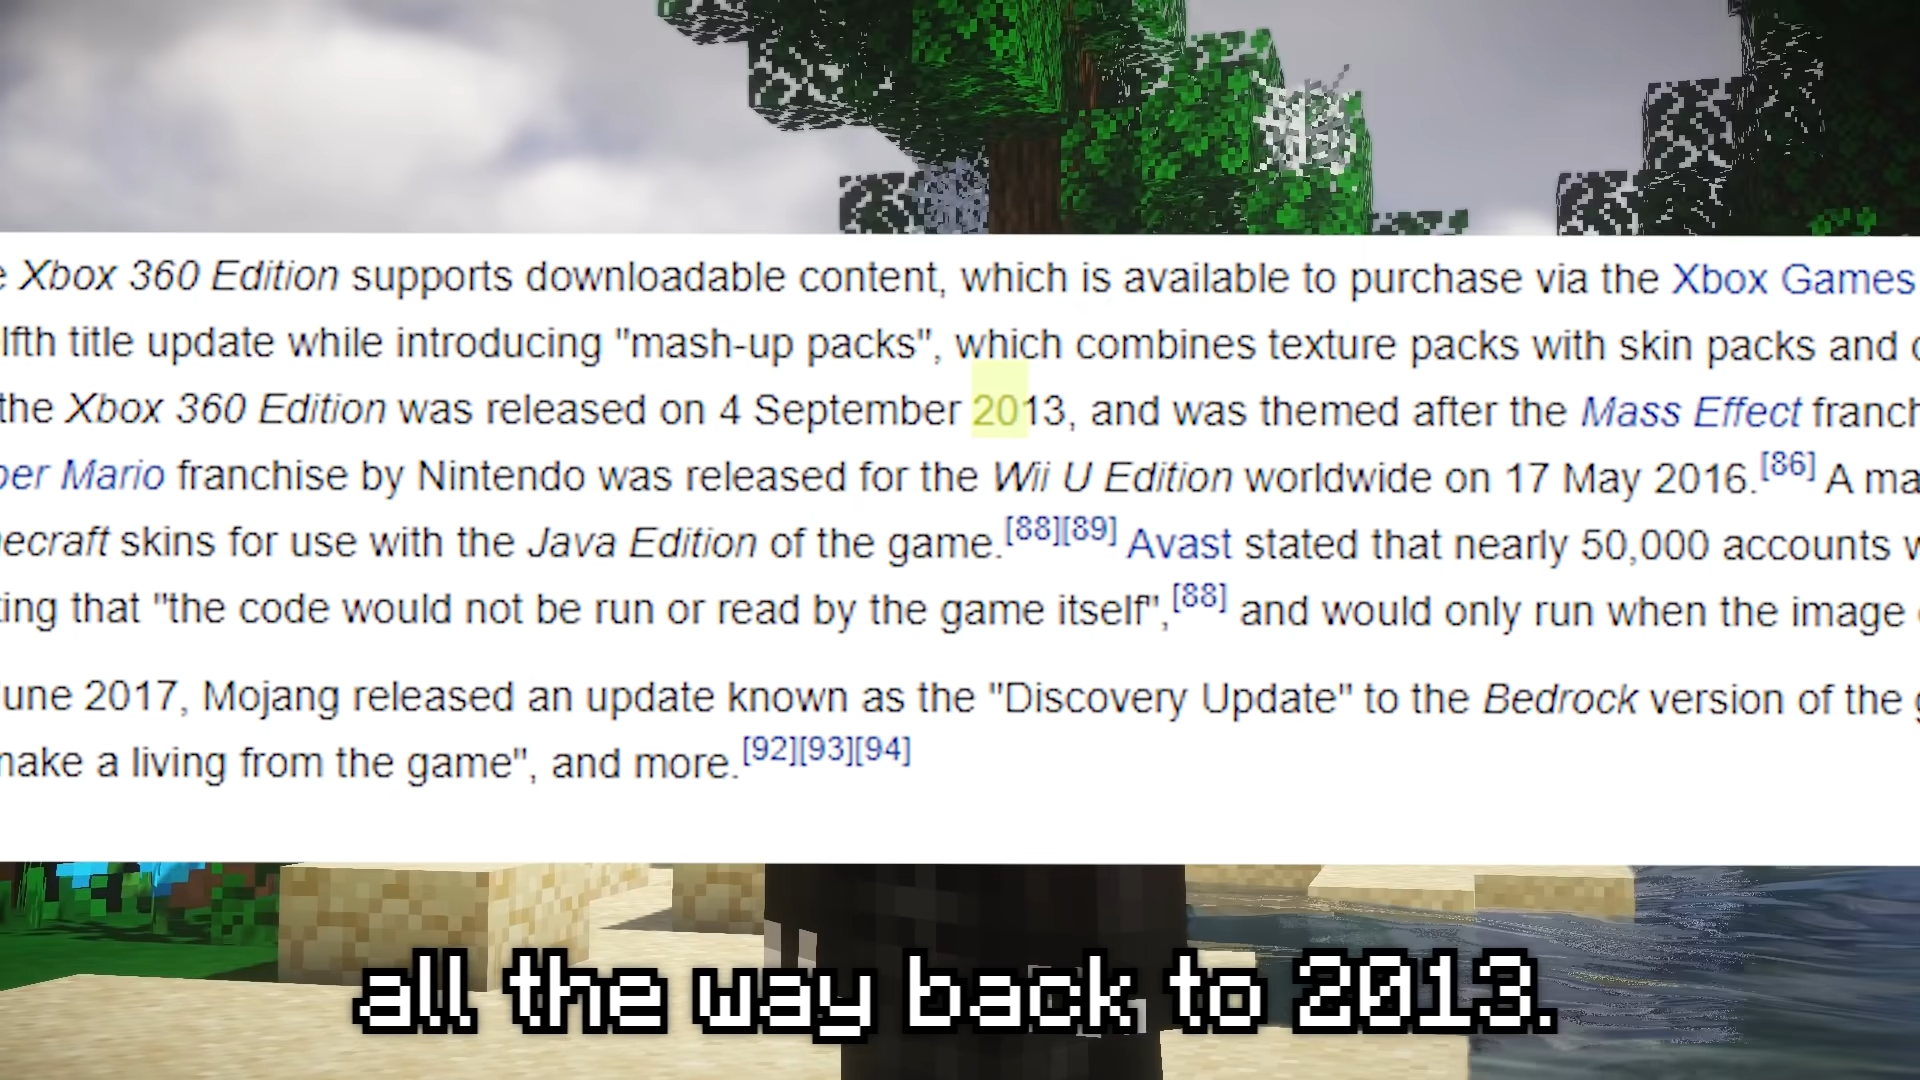 Xbox 360 Edition supports downloadable content, which is available to purchase via the Xbox Games
lfth title update while introducing "mash-up packs", which combines texture packs with skin packs and
the Xbox 360 Edition was released on 4 September 2013, and was themed after the Mass Effect franch
per Mario franchise by Nintendo was released for the Wii U Edition worldwide on 17 May 2016.[86] A ma
ecraft skins for use with the Java Edition of the game.[88][89] Avast stated that nearly 50,000 accounts
ting that "the code would not be run or read by the game itself",[88] and would only run when the image
une 2017, Mojang released an update known as the "Discovery Update" to the Bedrock version of the
make a living from the game", and more.[92][93][94]
all the way back to 2013.